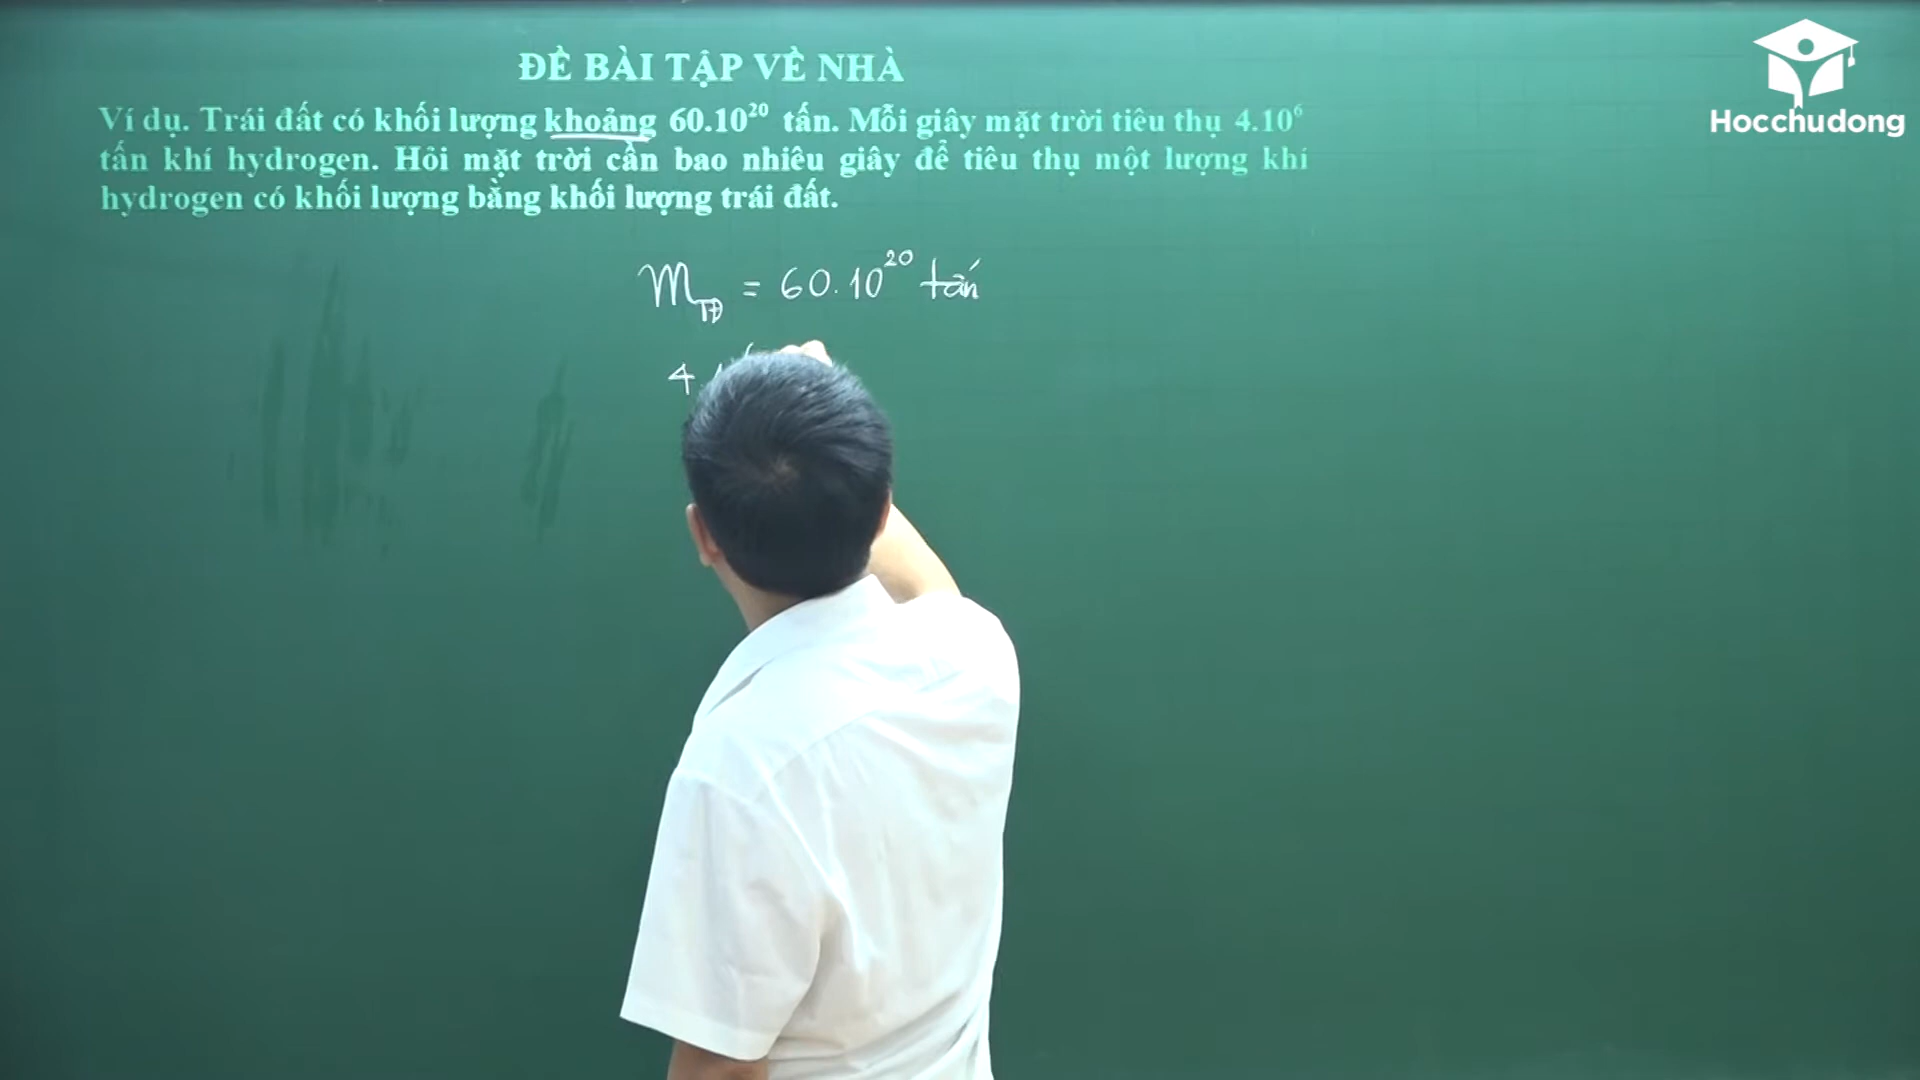 ĐỀ BÀI TẬP VỀ NHÀ
Hocchudong
Ví dụ. Trái đất có khối lượng khoảng 60.10²⁰ tấn. Mỗi giây mặt trời tiêu thụ 4.10⁶
tấn khí hydrogen. Hỏi mặt trời cần bao nhiêu giây để tiêu thụ một lượng khí
hydrogen có khối lượng bằng khối lượng trái đất.
m_TĐ = 60.10²⁰ tấn
4.